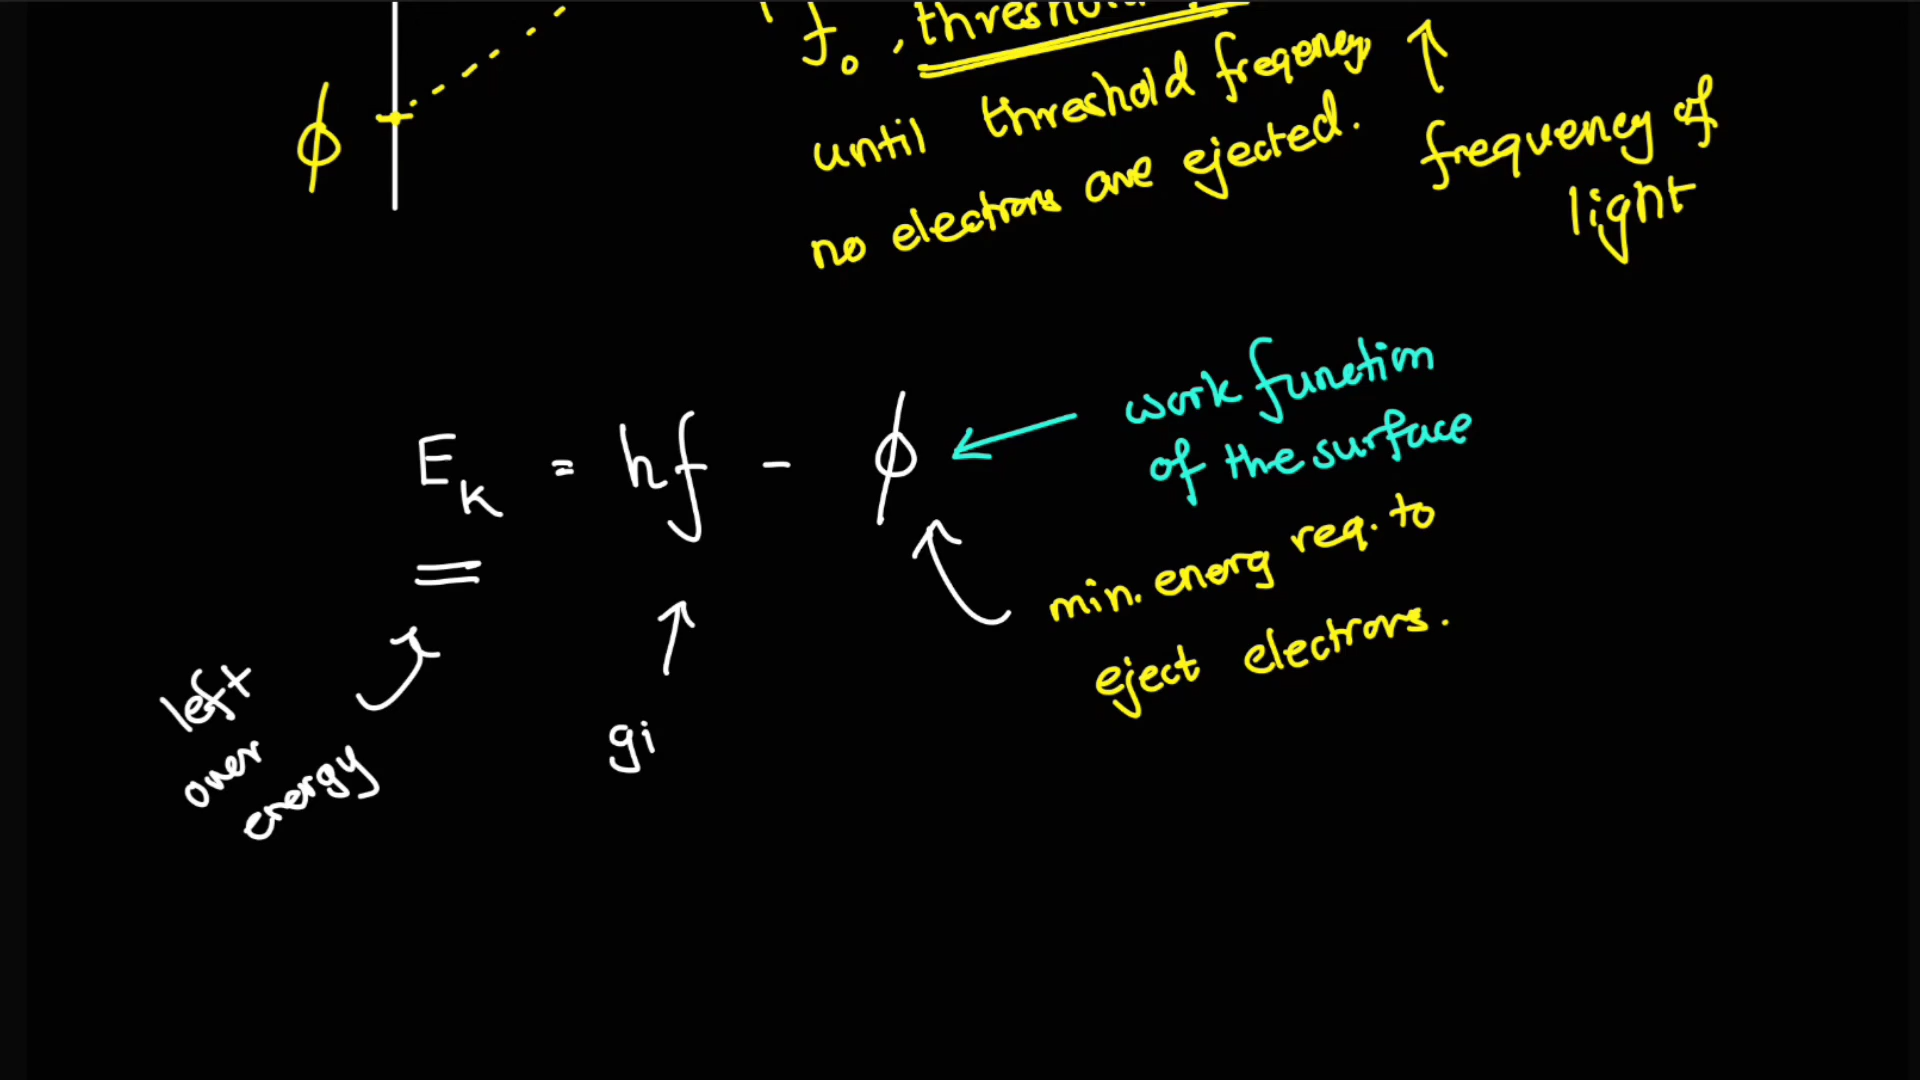 f₀, threshold
until threshold freqency
no electrons are ejected.
frequency of
light
ϕ
E_K = hf - ϕ
work function
of the surface
min. energ req. to
eject electrons.
left
over
energy
gi